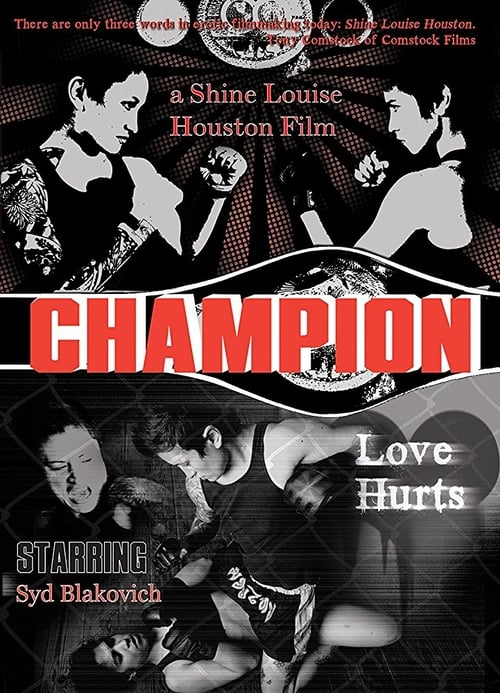 There are only three words in erotic filmmaking today: Shine Louise Houston.
Tony Comstock of Comstock Films
a Shine Louise
Houston Film
CHAMPION
Love
Hurts
STARRING
Syd Blakovich